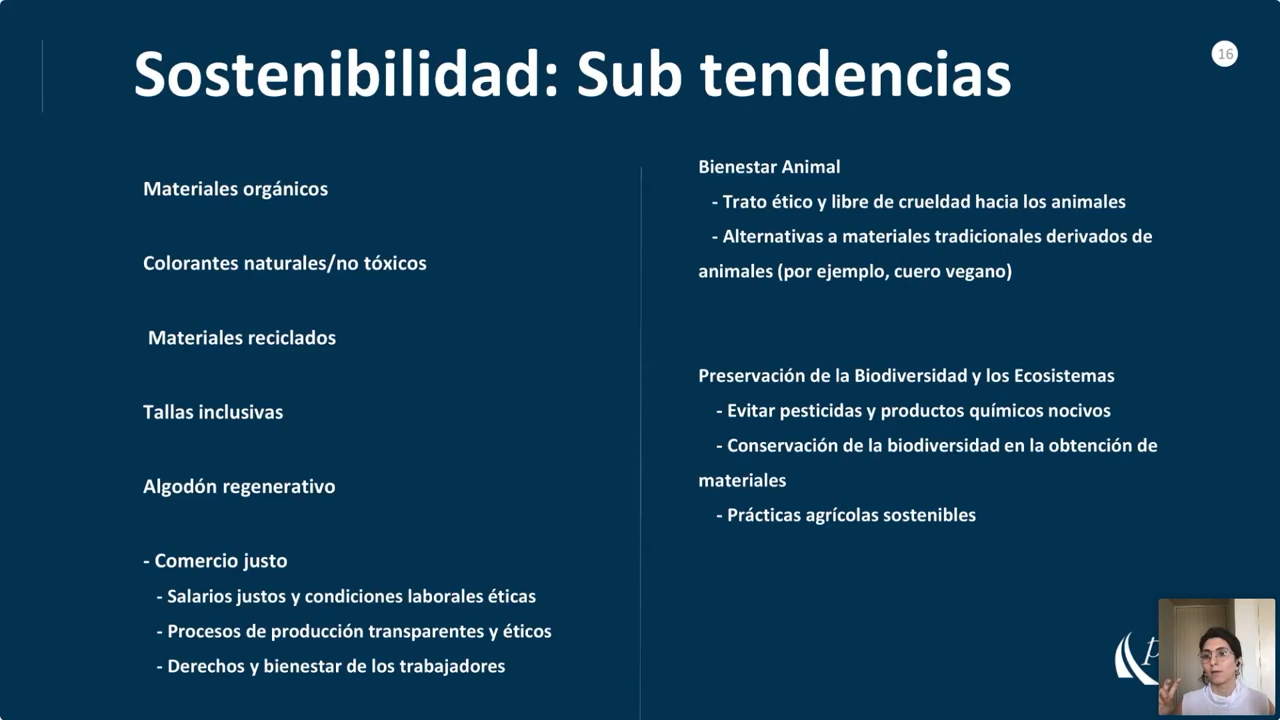 Sostenibilidad: Sub tendencias
16
Materiales orgánicos
Colorantes naturales/no tóxicos
Materiales reciclados
Tallas inclusivas
Algodón regenerativo
- Comercio justo
- Salarios justos y condiciones laborales éticas
- Procesos de producción transparentes y éticos
- Derechos y bienestar de los trabajadores
Bienestar Animal
- Trato ético y libre de crueldad hacia los animales
- Alternativas a materiales tradicionales derivados de
animales (por ejemplo, cuero vegano)
Preservación de la Biodiversidad y los Ecosistemas
- Evitar pesticidas y productos químicos nocivos
- Conservación de la biodiversidad en la obtención de
materiales
- Prácticas agrícolas sostenibles